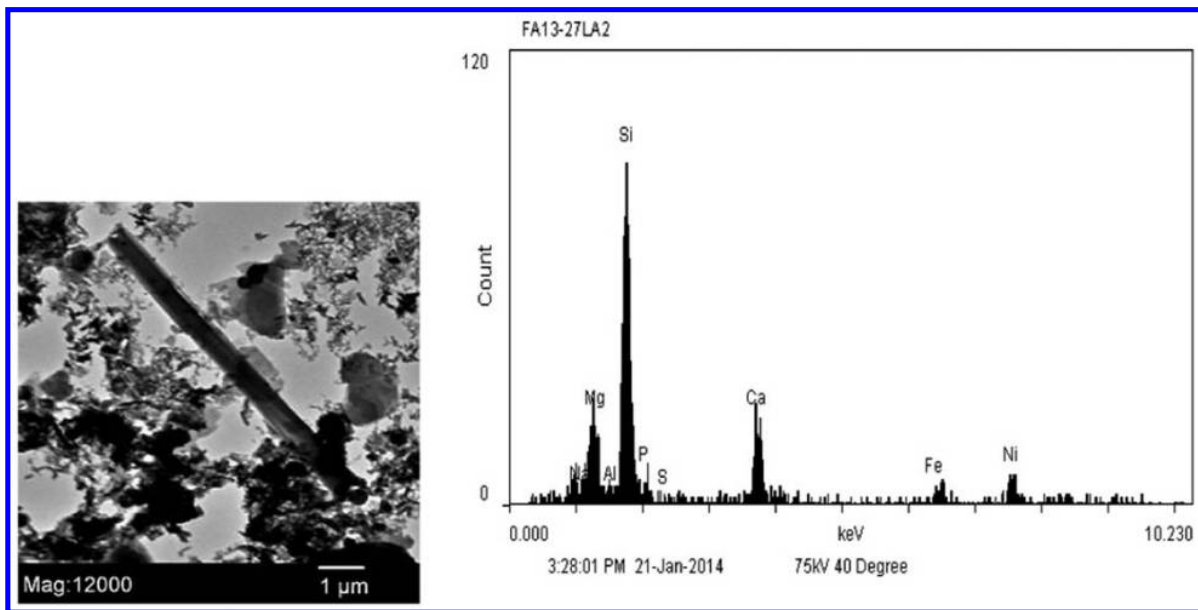 FA13-27LA2
120
Si
Count
Mg
Na
Al
P
S
Ca
Fe
Ni
0
0.000 keV 10.230
3:28:01 PM 21-Jan-2014 75kV 40 Degree
Mag:12000 1 µm